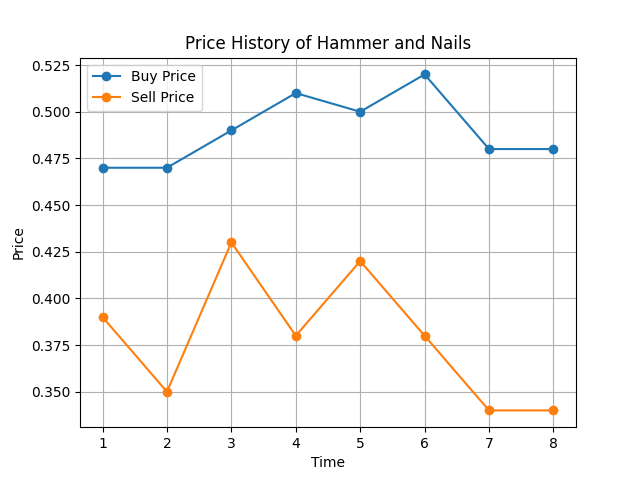 Price History of Hammer and Nails
Buy Price
Sell Price
0.525
0.500
0.475
0.450
0.425
0.400
0.375
0.350
Price
1 2 3 4 5 6 7 8
Time